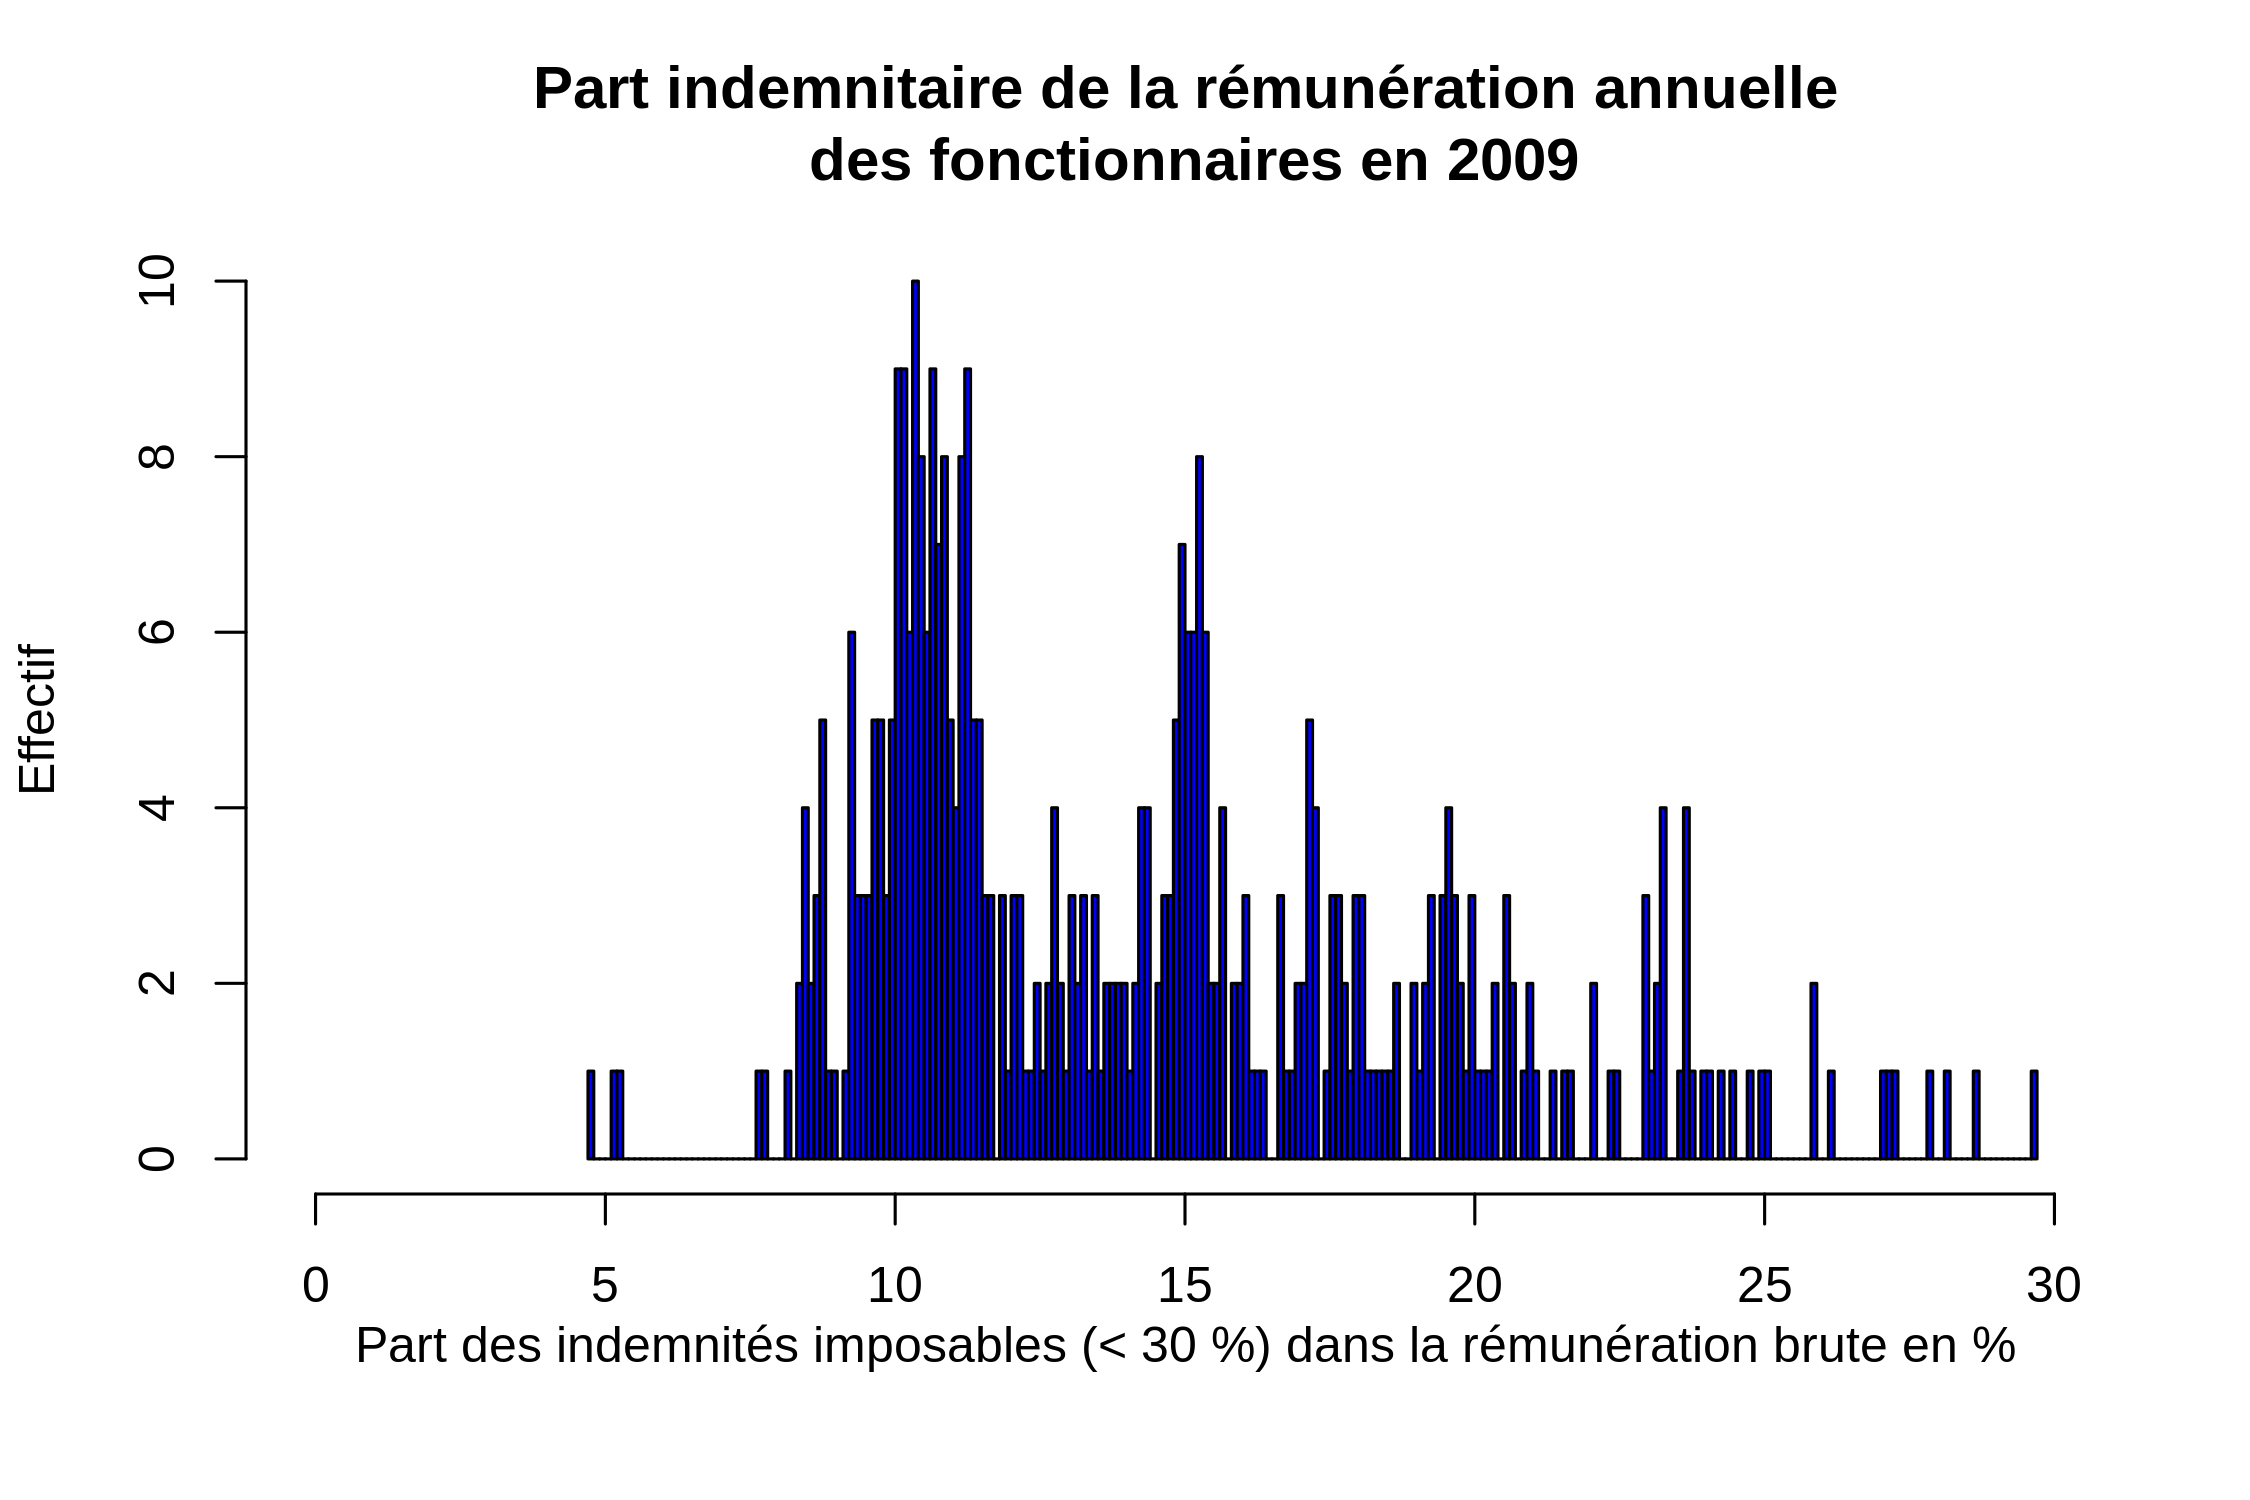 Part indemnitaire de la rémunération annuelle
des fonctionnaires en 2009
Effectif
10
8
6
4
2
0
0 5 10 15 20 25 30
Part des indemnités imposables (< 30 %) dans la rémunération brute en %